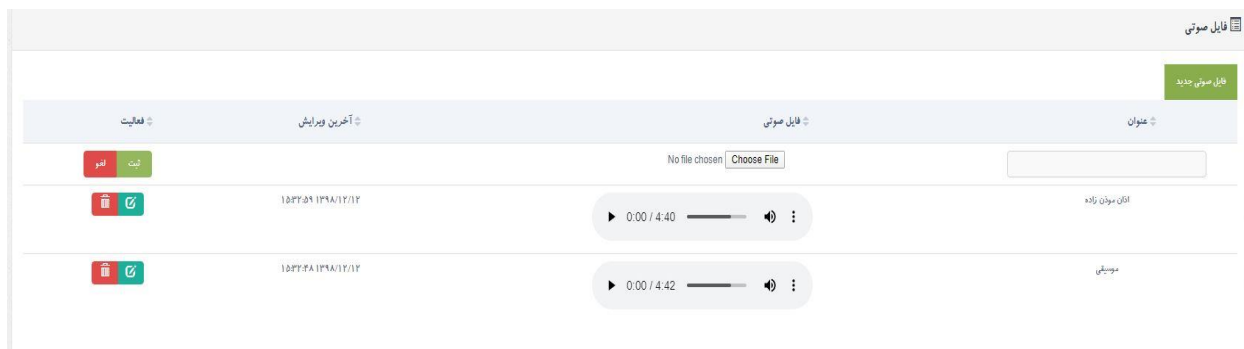 فایل صوتی
فایل صوتی جدید
عنوان فایل صوتی آخرین ویرایش فعالیت
Choose File No file chosen ثبت لغو
اذان موذن زاده 0:00 / 4:40 ۱۳۹۸/۱۲/۱۲ ۱۵:۳۲:۵۹
موسیقی 0:00 / 4:42 ۱۳۹۸/۱۲/۱۲ ۱۵:۳۲:۴۸